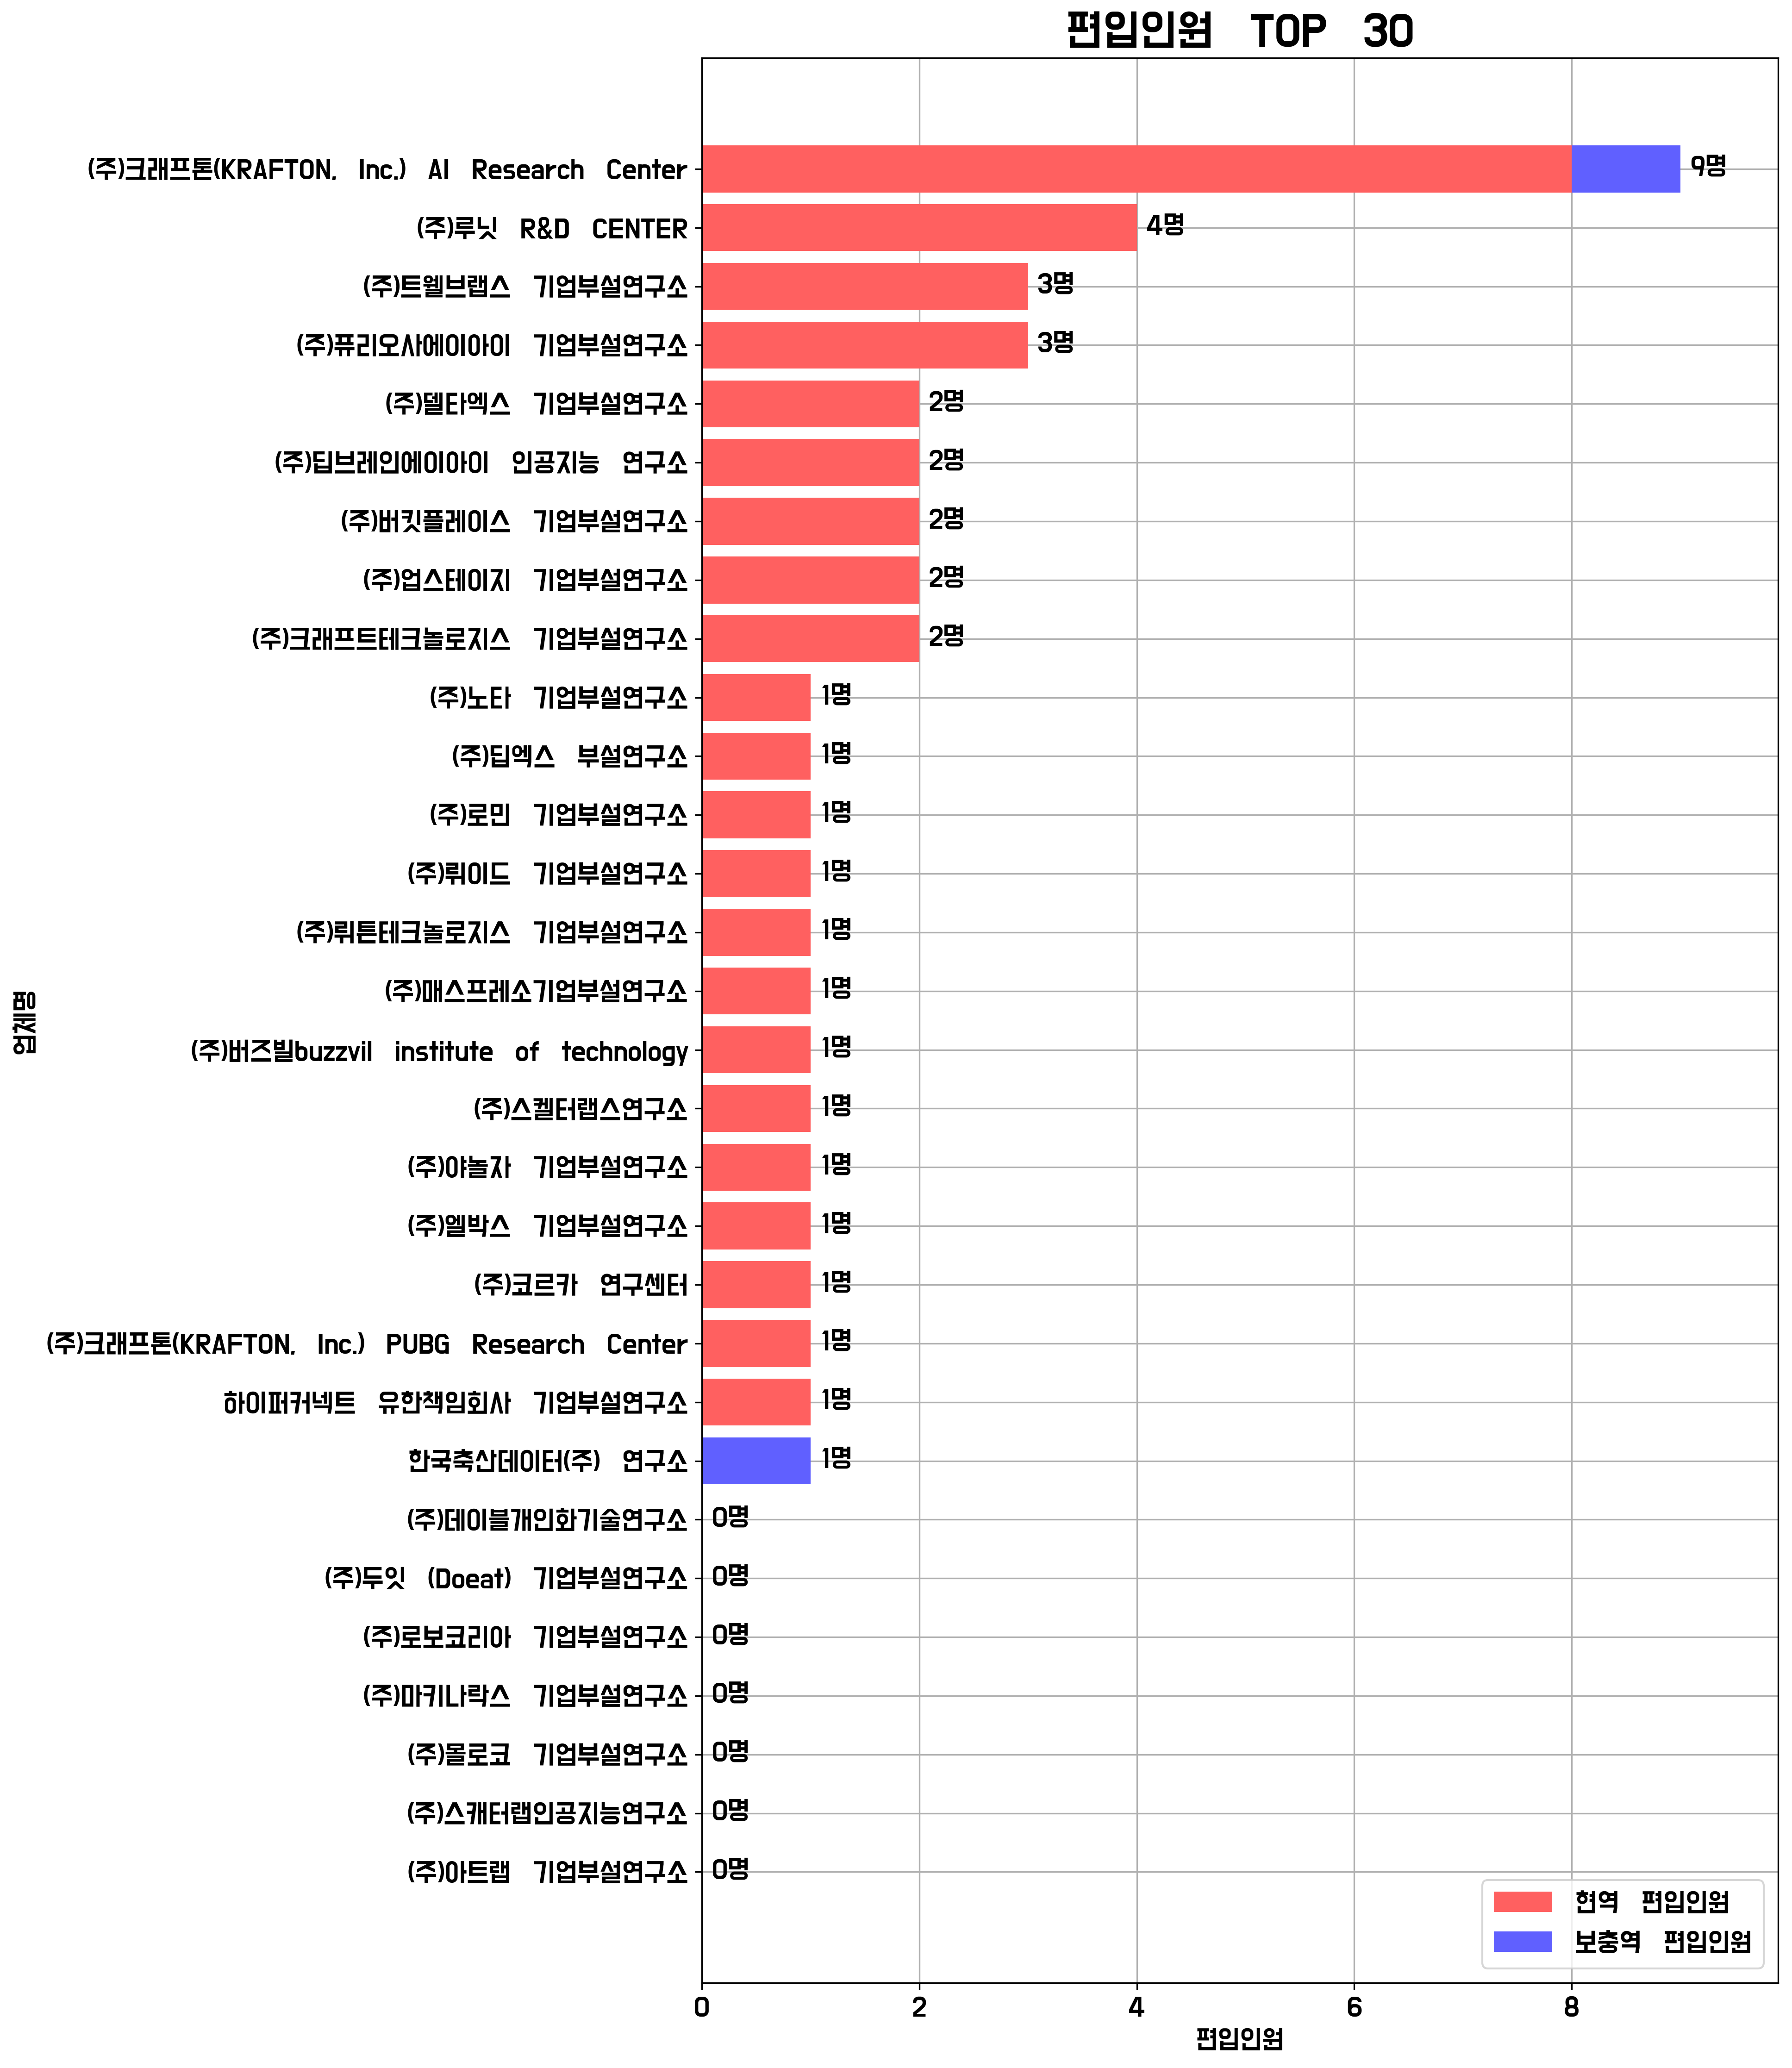 편입인원 TOP 30
(주)크래프톤(KRAFTON, Inc.) AI Research Center 9명
(주)루닛 R&D CENTER 4명
(주)트웰브랩스 기업부설연구소 3명
(주)퓨리오사에이아이 기업부설연구소 3명
(주)델타엑스 기업부설연구소 2명
(주)딥브레인에이아이 인공지능 연구소 2명
(주)버킷플레이스 기업부설연구소 2명
(주)업스테이지 기업부설연구소 2명
(주)크래프트테크놀로지스 기업부설연구소 2명
(주)노타 기업부설연구소 1명
(주)딥엑스 부설연구소 1명
(주)로민 기업부설연구소 1명
(주)뤼이드 기업부설연구소 1명
(주)뤼튼테크놀로지스 기업부설연구소 1명
(주)매스프레소기업부설연구소 1명
(주)버즈빌buzzvil institute of technology 1명
(주)스켈터랩스연구소 1명
(주)야놀자 기업부설연구소 1명
(주)엘박스 기업부설연구소 1명
(주)코르카 연구센터 1명
(주)크래프톤(KRAFTON, Inc.) PUBG Research Center 1명
하이퍼커넥트 유한책임회사 기업부설연구소 1명
한국축산데이터(주) 연구소 1명
(주)데이블개인화기술연구소 0명
(주)두잇 (Doeat) 기업부설연구소 0명
(주)로보코리아 기업부설연구소 0명
(주)마키나락스 기업부설연구소 0명
(주)몰로코 기업부설연구소 0명
(주)스캐터랩인공지능연구소 0명
(주)아트랩 기업부설연구소 0명
업체명
현역 편입인원
보충역 편입인원
0 2 4 6 8
편입인원